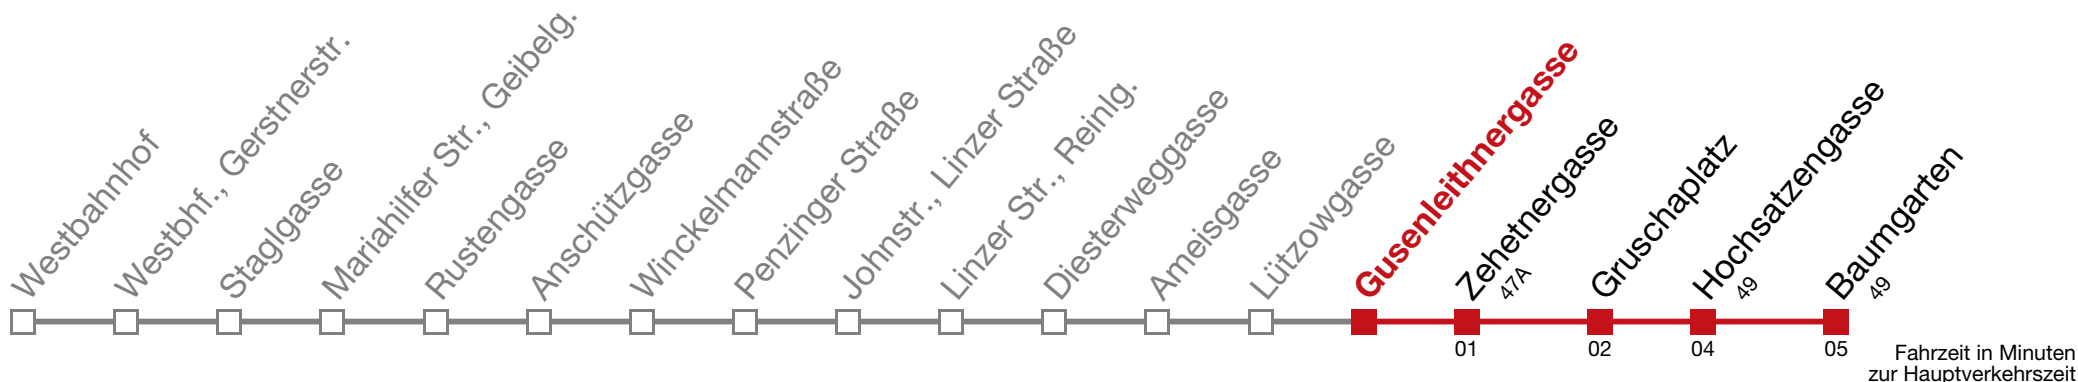 Westbahnhof
Westbhf., Gerstnerstr.
Staglgasse
Mariahilfer Str., Geibelg.
Rustengasse
Anschützgasse
Winckelmannstraße
Penzinger Straße
Johnstr., Linzer Straße
Linzer Str., Reinlg.
Diesterweggasse
Ameisgasse
Lützowgasse
Gusenleithnergasse
Zehetnergasse
47A
Gruschaplatz
Hochsatzengasse
49
Baumgarten
49
01
02
04
05
Fahrzeit in Minuten
zur Hauptverkehrszeit